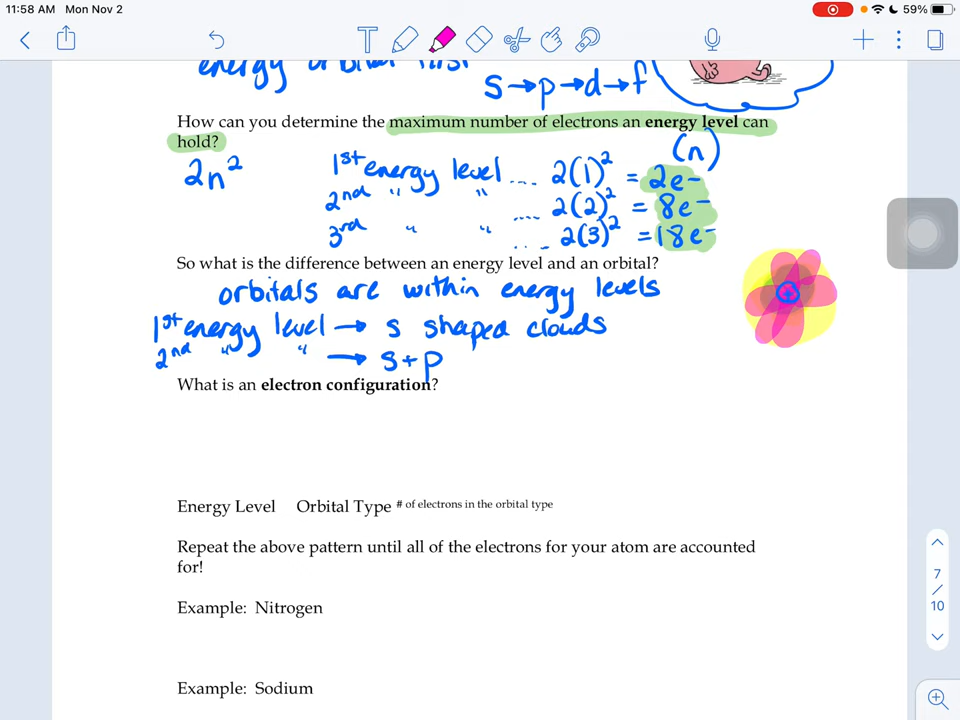 11:58 AM Mon Nov 2
59%
energy orbital first
s→p→d→f
How can you determine the maximum number of electrons an energy level can
hold?
(n)
2n²
1st energy level .... 2(1)² = 2e-
2nd " " .... 2(2)² = 8e-
3rd " " .... 2(3)² = 18e-
So what is the difference between an energy level and an orbital?
orbitals are within energy levels
1st energy level → s shaped clouds
2nd " " → s + p
+
What is an electron configuration?
Energy Level Orbital Type # of electrons in the orbital type
Repeat the above pattern until all of the electrons for your atom are accounted
for!
Example: Nitrogen
Example: Sodium
7
/
10